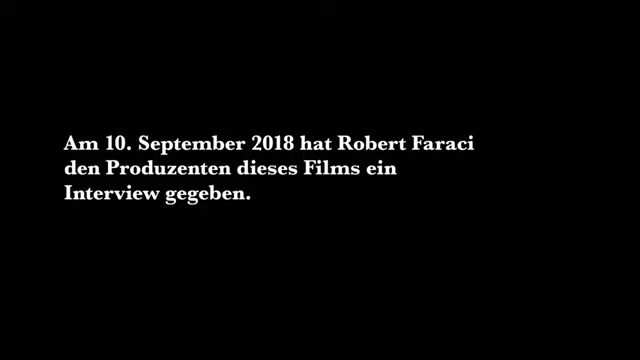 Am 10. September 2018 hat Robert Faraci
den Produzenten dieses Films ein
Interview gegeben.